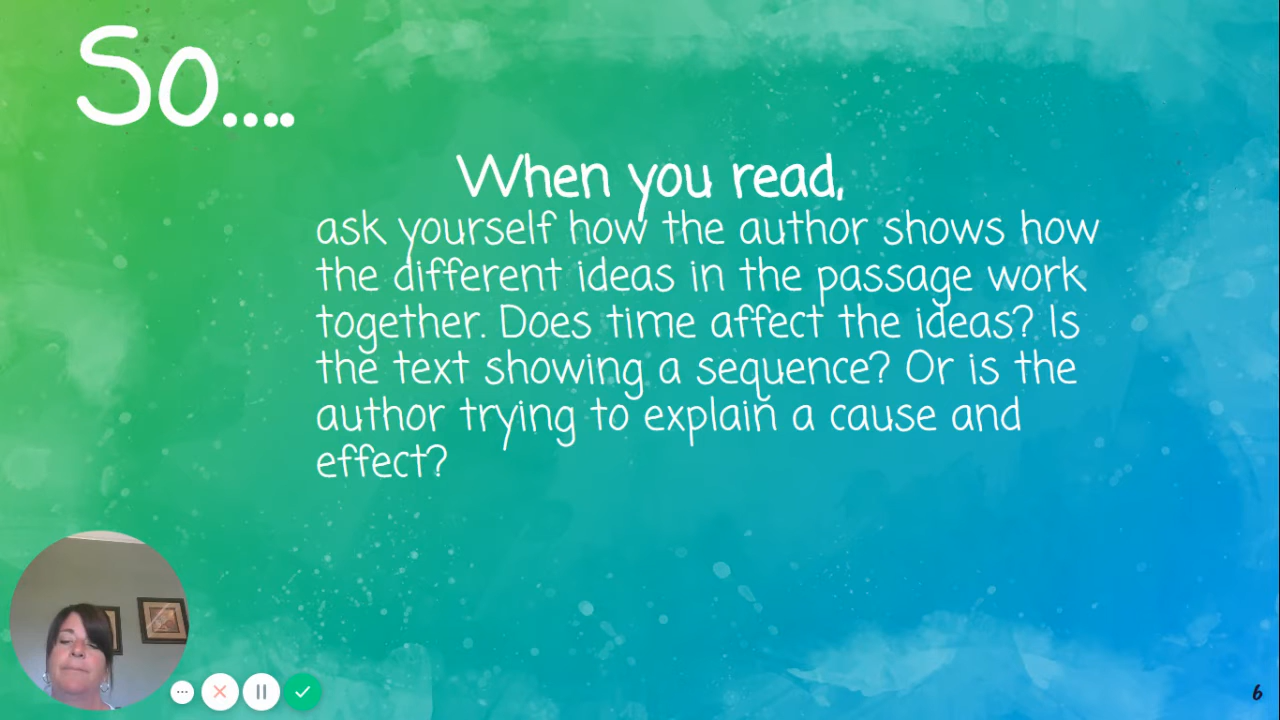 So....
When you read,
ask yourself how the author shows how
the different ideas in the passage work
together. Does time affect the ideas? Is
the text showing a sequence? Or is the
author trying to explain a cause and
effect?
6